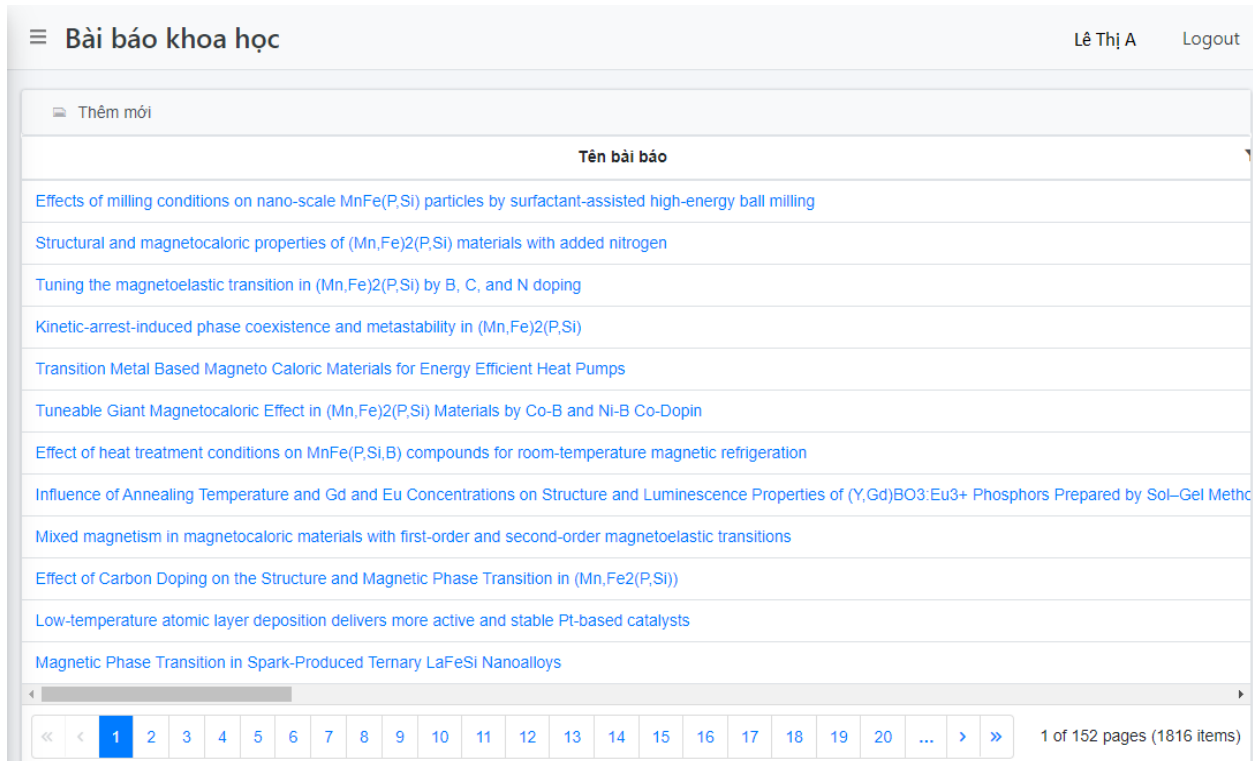 Bài báo khoa học
Lê Thị A
Logout
Thêm mới
Tên bài báo
Effects of milling conditions on nano-scale MnFe(P,Si) particles by surfactant-assisted high-energy ball milling
Structural and magnetocaloric properties of (Mn,Fe)2(P,Si) materials with added nitrogen
Tuning the magnetoelastic transition in (Mn,Fe)2(P,Si) by B, C, and N doping
Kinetic-arrest-induced phase coexistence and metastability in (Mn,Fe)2(P,Si)
Transition Metal Based Magneto Caloric Materials for Energy Efficient Heat Pumps
Tuneable Giant Magnetocaloric Effect in (Mn,Fe)2(P,Si) Materials by Co-B and Ni-B Co-Dopin
Effect of heat treatment conditions on MnFe(P,Si,B) compounds for room-temperature magnetic refrigeration
Influence of Annealing Temperature and Gd and Eu Concentrations on Structure and Luminescence Properties of (Y,Gd)BO3:Eu3+ Phosphors Prepared by Sol–Gel Metho
Mixed magnetism in magnetocaloric materials with first-order and second-order magnetoelastic transitions
Effect of Carbon Doping on the Structure and Magnetic Phase Transition in (Mn,Fe2(P,Si))
Low-temperature atomic layer deposition delivers more active and stable Pt-based catalysts
Magnetic Phase Transition in Spark-Produced Ternary LaFeSi Nanoalloys
« ‹ 1 2 3 4 5 6 7 8 9 10 11 12 13 14 15 16 17 18 19 20 ... › » 1 of 152 pages (1816 items)